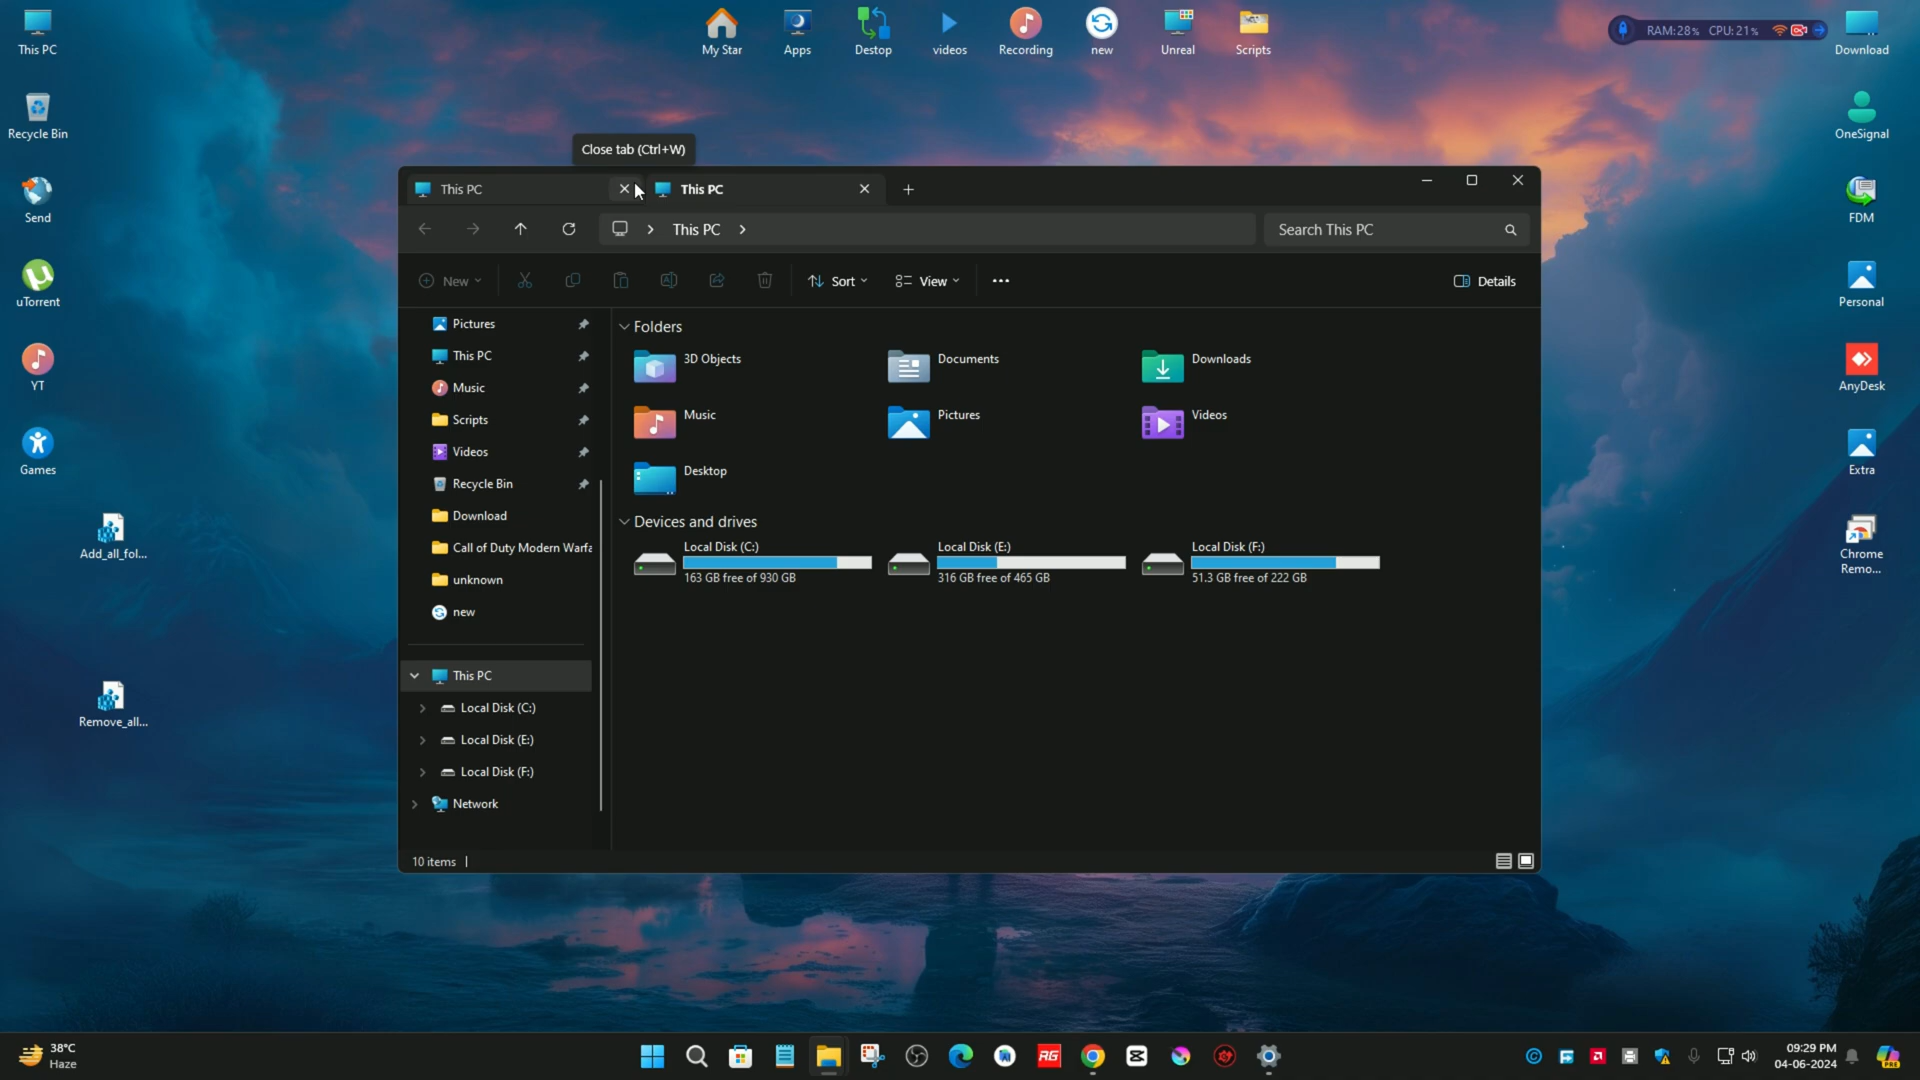 This PC
My Star
Apps
Destop
videos
Recording
new
Unreal
Scripts
RAM:28% CPU:21%
Download
Recycle Bin
OneSignal
Send
FDM
uTorrent
Personal
YT
AnyDesk
Games
Extra
Add_all_fol...
Chrome
Remo...
Remove_all...
Close tab (Ctrl+W)
This PC
This PC
This PC
Search This PC
New
Sort
View
Details
Pictures
This PC
Music
Scripts
Videos
Recycle Bin
Download
Call of Duty Modern Warfa
unknown
new
This PC
Local Disk (C:)
Local Disk (E:)
Local Disk (F:)
Network
Folders
3D Objects
Documents
Downloads
Music
Pictures
Videos
Desktop
Devices and drives
Local Disk (C:)
163 GB free of 930 GB
Local Disk (E:)
316 GB free of 465 GB
Local Disk (F:)
51.3 GB free of 222 GB
10 items
38°C
Haze
RG
09:29 PM
04-06-2024
PRE